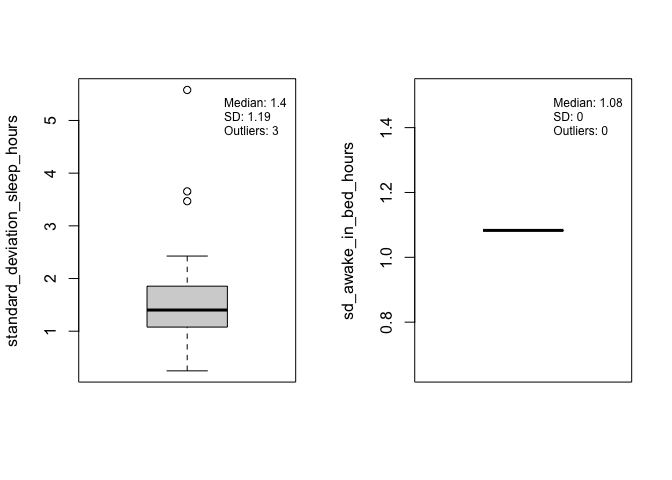 standard_deviation_sleep_hours
5
4
3
2
1
Median: 1.4
SD: 1.19
Outliers: 3
sd_awake_in_bed_hours
1.4
1.2
1.0
0.8
Median: 1.08
SD: 0
Outliers: 0